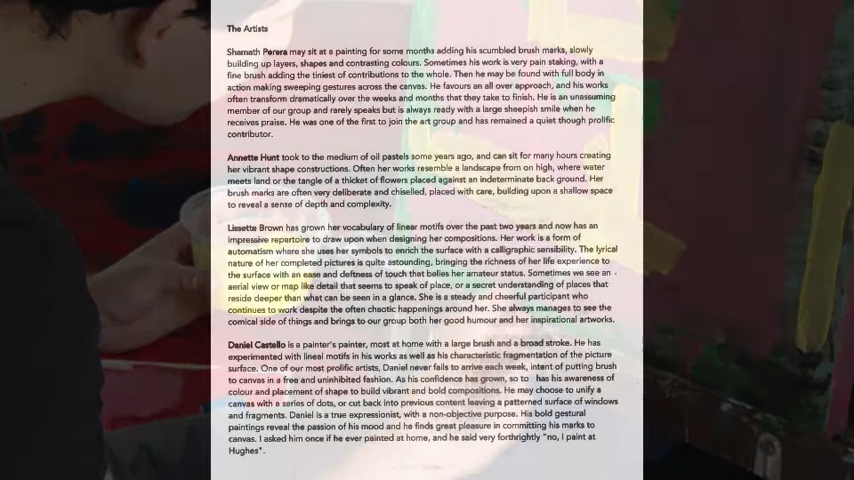 The Artists
Shamath Perera may sit at a painting for some months adding his scumbled brush marks, slowly
building up layers, shapes and contrasting colours. Sometimes his work is very pain staking, with a
fine brush adding the tiniest of contributions to the whole. Then he may be found with full body in
action making sweeping gestures across the canvas. He favours an all over approach, and his works
often transform dramatically over the weeks and months that they take to finish. He is an unassuming
member of our group and rarely speaks but is always ready with a large sheepish smile when he
receives praise. He was one of the first to join the art group and has remained a quiet though prolific
contributor.
Annette Hunt took to the medium of oil pastels some years ago, and can sit for many hours creating
her vibrant shape constructions. Often her works resemble a landscape from on high, where water
meets land or the tangle of a thicket of flowers placed against an indeterminate back ground. Her
brush marks are often very deliberate and chiselled, placed with care, building upon a shallow space
to reveal a sense of depth and complexity.
Lissette Brown has grown her vocabulary of linear motifs over the past two years and now has an
impressive repertoire to draw upon when designing her compositions. Her work is a form of
automatism where she uses her symbols to enrich the surface with a calligraphic sensibility. The lyrical
nature of her completed pictures is quite astounding, bringing the richness of her life experience to
the surface with an ease and deftness of touch that belies her amateur status. Sometimes we see an
aerial view or map like detail that seems to speak of place, or a secret understanding of places that
reside deeper than what can be seen in a glance. She is a steady and cheerful participant who
continues to work despite the often chaotic happenings around her. She always manages to see the
comical side of things and brings to our group both her good humour and her inspirational artworks.
Daniel Castello is a painter's painter, most at home with a large brush and a broad stroke. He has
experimented with lineal motifs in his works as well as his characteristic fragmentation of the picture
surface. One of our most prolific artists, Daniel never fails to arrive each week, intent of putting brush
to canvas in a free and uninhibited fashion. As his confidence has grown, so to has his awareness of
colour and placement of shape to build vibrant and bold compositions. He may choose to unify a
canvas with a series of dots, or cut back into previous content leaving a patterned surface of windows
and fragments. Daniel is a true expressionist, with a non-objective purpose. His bold gestural
paintings reveal the passion of his mood and he finds great pleasure in committing his marks to
canvas. I asked him once if he ever painted at home, and he said very forthrightly "no, I paint at
Hughes".